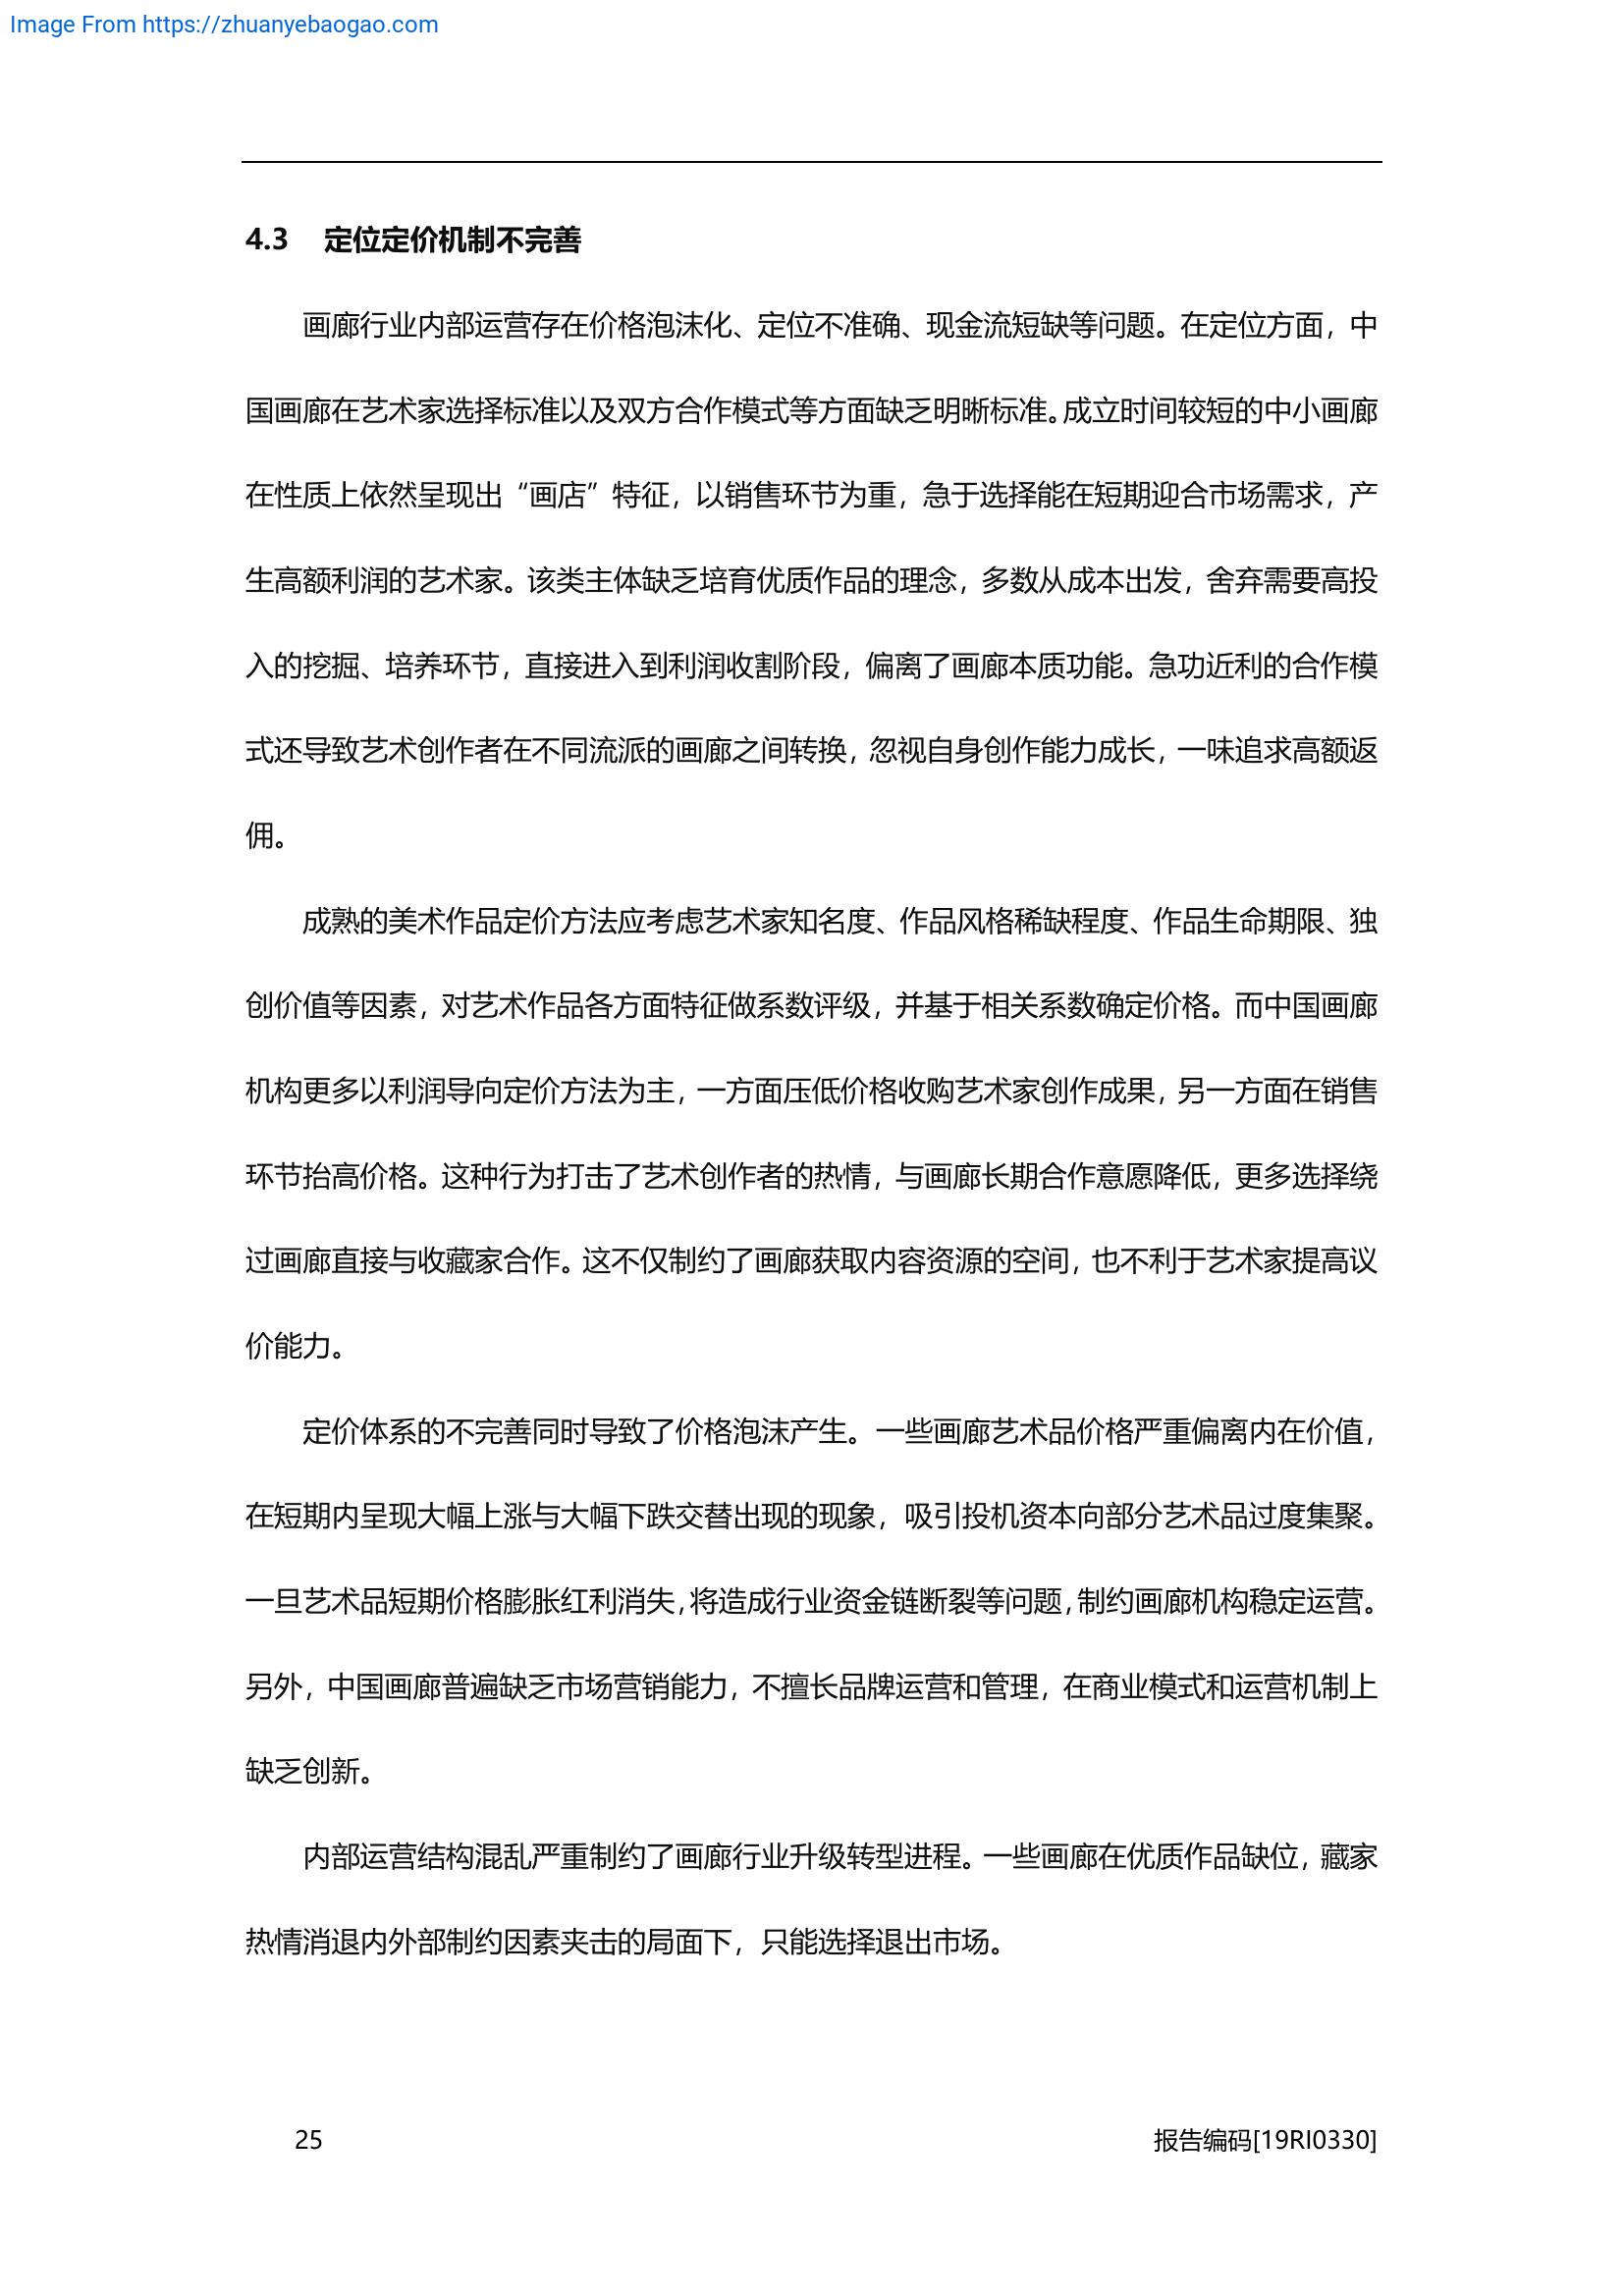 Image From https://zhuanyebaogao.com
4.3 定位定价机制不完善
画廊行业内部运营存在价格泡沫化、定位不准确、现金流短缺等问题。在定位方面，中
国画廊在艺术家选择标准以及双方合作模式等方面缺乏明晰标准。成立时间较短的中小画廊
在性质上依然呈现出“画店”特征，以销售环节为重，急于选择能在短期迎合市场需求，产
生高额利润的艺术家。该类主体缺乏培育优质作品的理念，多数从成本出发，舍弃需要高投
入的挖掘、培养环节，直接进入到利润收割阶段，偏离了画廊本质功能。急功近利的合作模
式还导致艺术创作者在不同流派的画廊之间转换，忽视自身创作能力成长，一味追求高额返
佣。
成熟的美术作品定价方法应考虑艺术家知名度、作品风格稀缺程度、作品生命期限、独
创价值等因素，对艺术作品各方面特征做系数评级，并基于相关系数确定价格。而中国画廊
机构更多以利润导向定价方法为主，一方面压低价格收购艺术家创作成果，另一方面在销售
环节抬高价格。这种行为打击了艺术创作者的热情，与画廊长期合作意愿降低，更多选择绕
过画廊直接与收藏家合作。这不仅制约了画廊获取内容资源的空间，也不利于艺术家提高议
价能力。
定价体系的不完善同时导致了价格泡沫产生。一些画廊艺术品价格严重偏离内在价值，
在短期内呈现大幅上涨与大幅下跌交替出现的现象，吸引投机资本向部分艺术品过度集聚。
一旦艺术品短期价格膨胀红利消失，将造成行业资金链断裂等问题，制约画廊机构稳定运营。
另外，中国画廊普遍缺乏市场营销能力，不擅长品牌运营和管理，在商业模式和运营机制上
缺乏创新。
内部运营结构混乱严重制约了画廊行业升级转型进程。一些画廊在优质作品缺位，藏家
热情消退内外部制约因素夹击的局面下，只能选择退出市场。
25 报告编码[19RI0330]